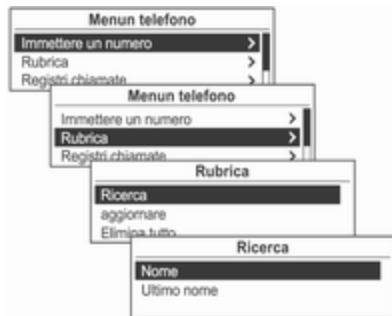 Menun telefono
Immettere un numero
Rubrica
Registri chiamate
Menun telefono
Immettere un numero
Rubrica
Registri chiamate
Rubrica
Ricerca
aggiornare
Elimina tutto
Ricerca
Nome
Ultimo nome